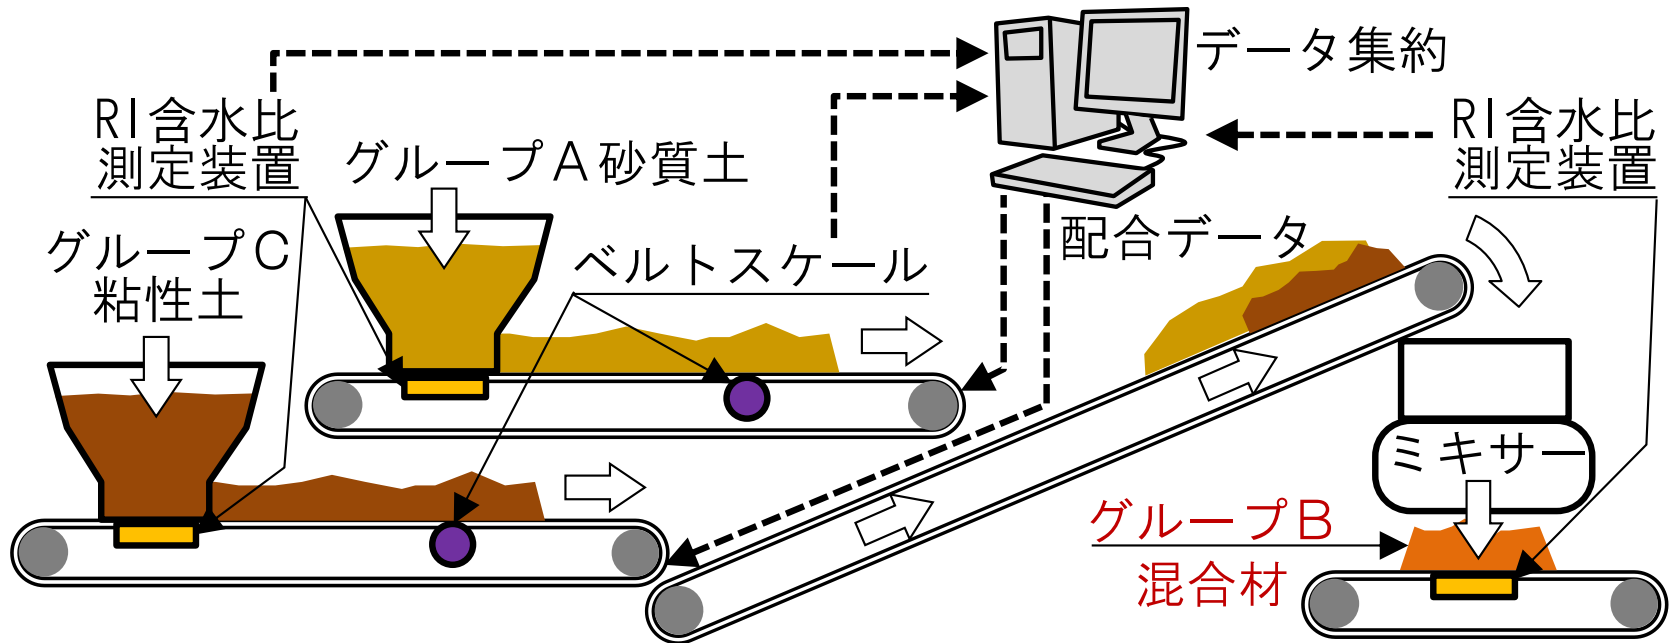 データ集約
RI含水比
測定装置
グループA砂質土
RI含水比
測定装置
グループC
粘性土
ベルトスケール
配合データ
ミキサー
グループB
混合材